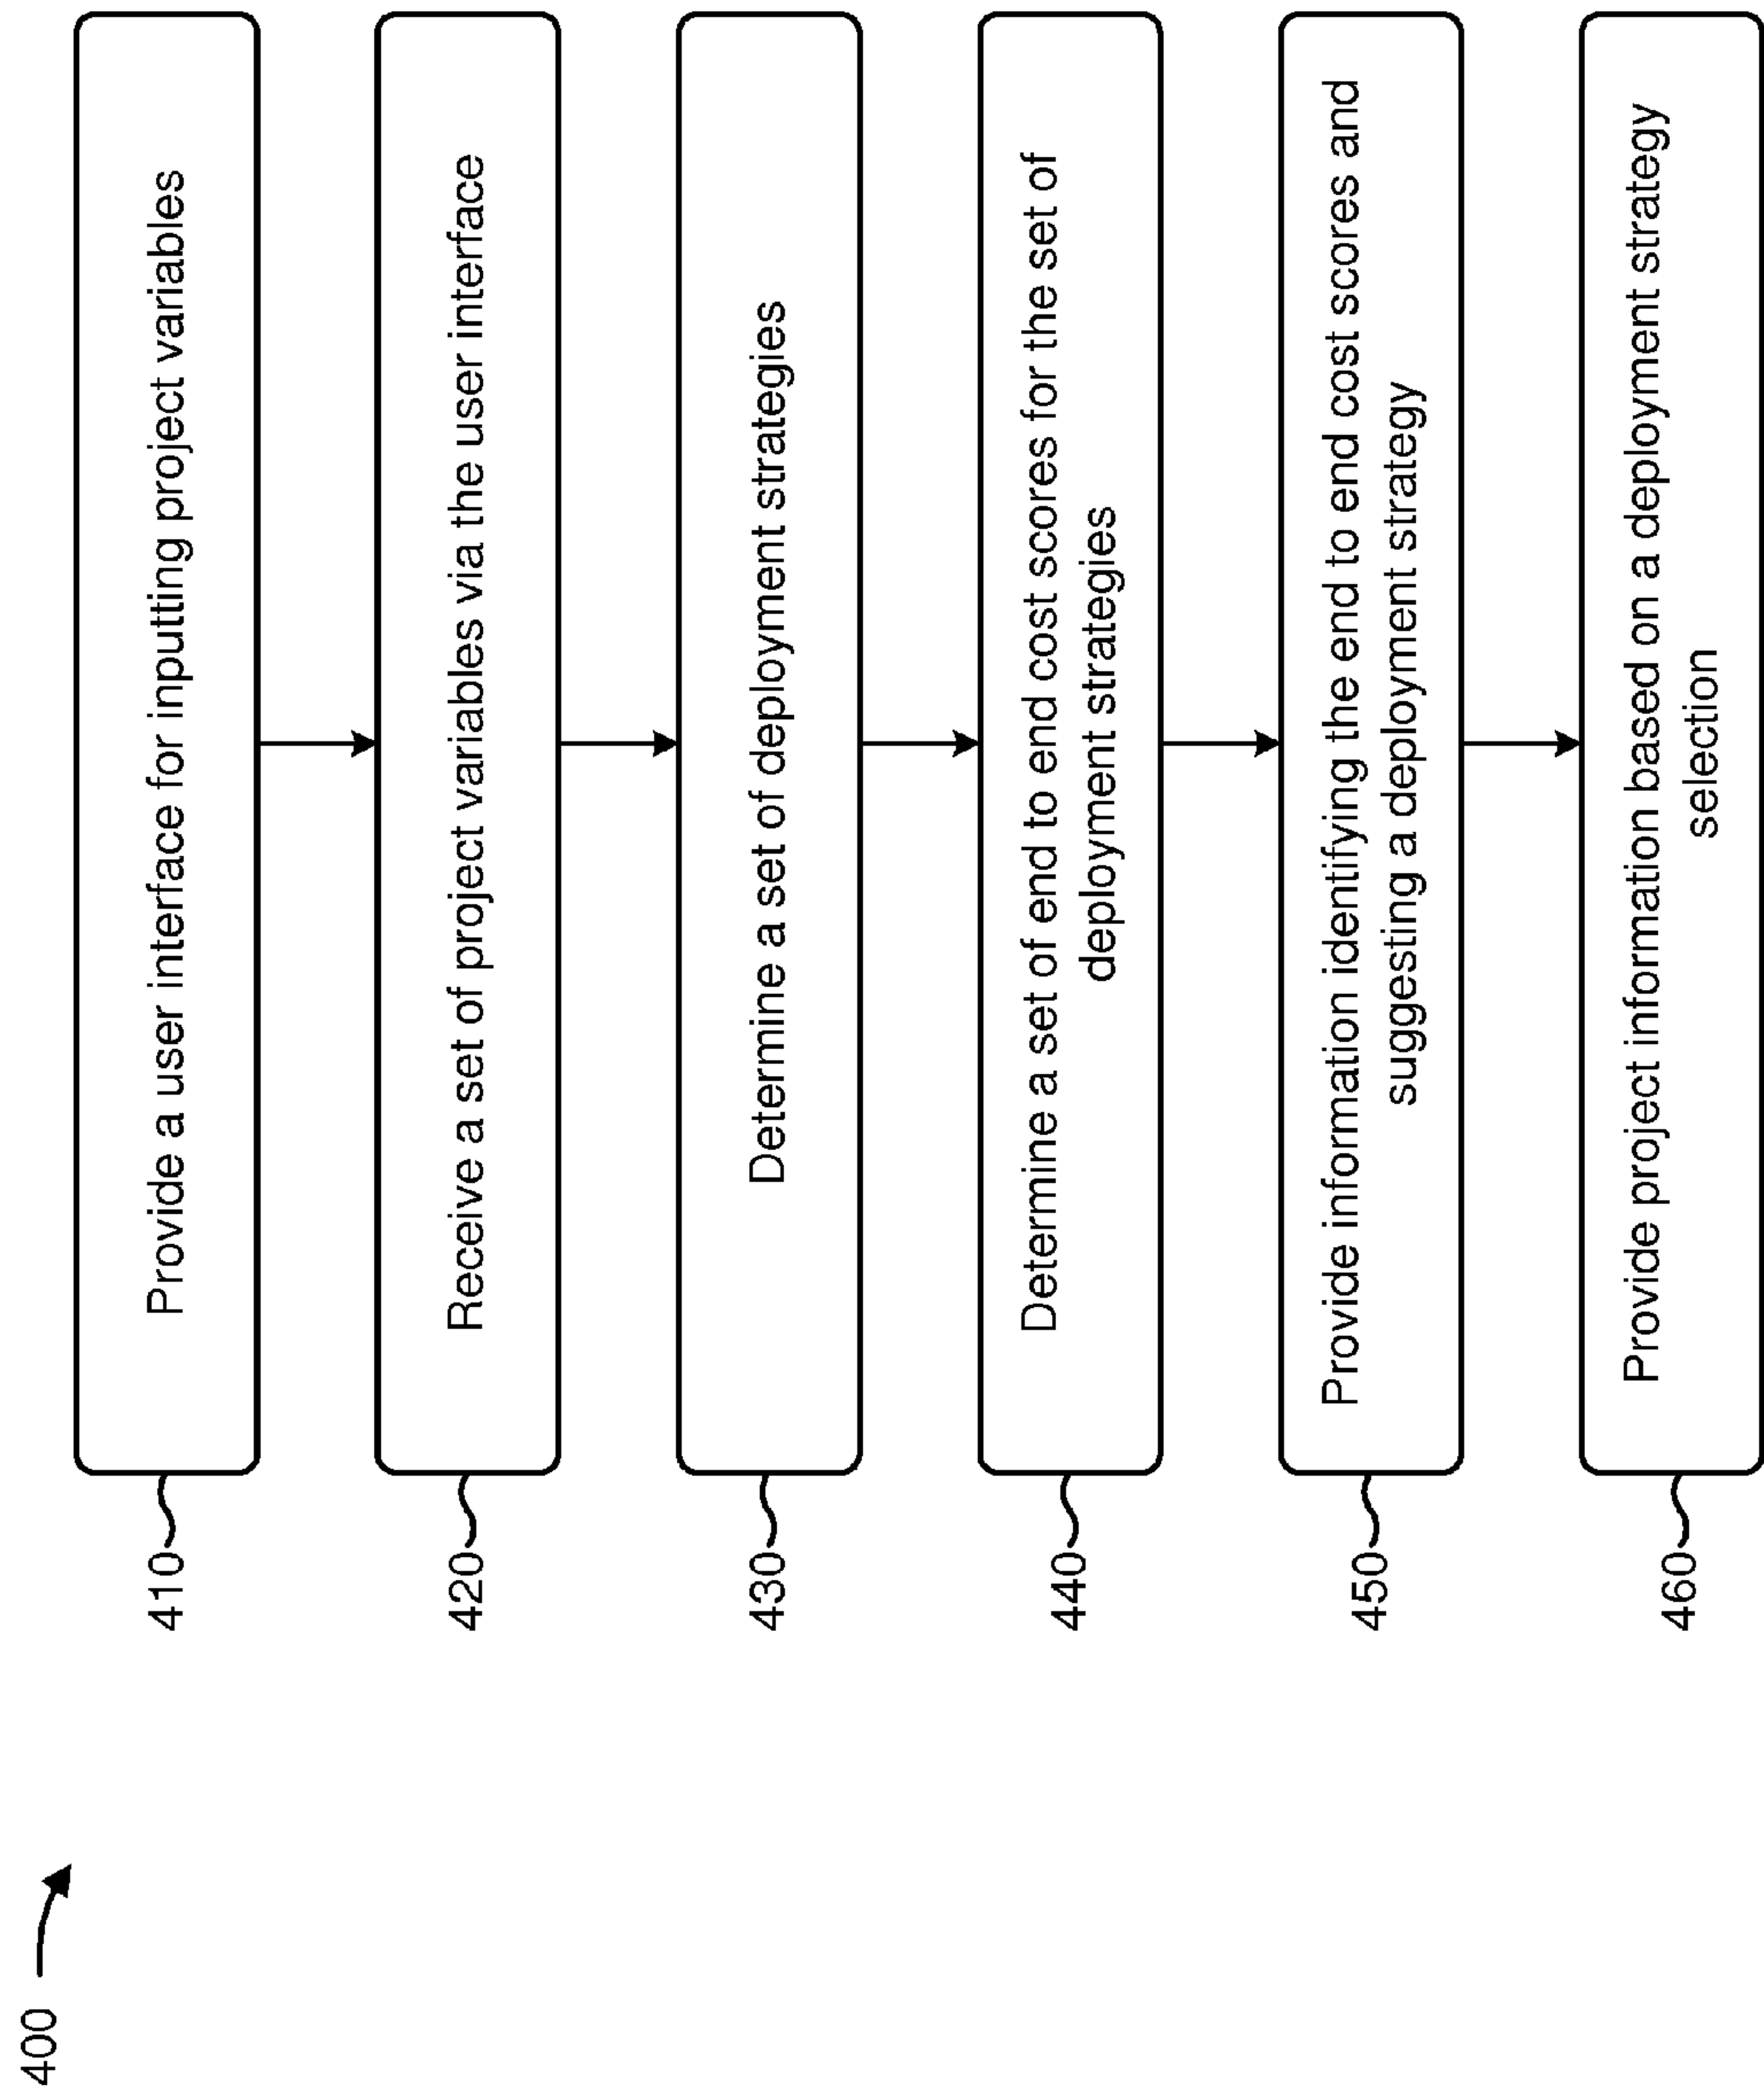 400
410
Provide a user interface for inputing project variables
420
Receive a set of project variables via the user interface
430
Determine a set of deployment strategies
440
Determine a set of end to end cost scores for the set of
deployment strategies
450
Provide information identifying the end to end cost scores and
suggesting a deployment strategy
460
Provide project information based on a deployment strategy
selection